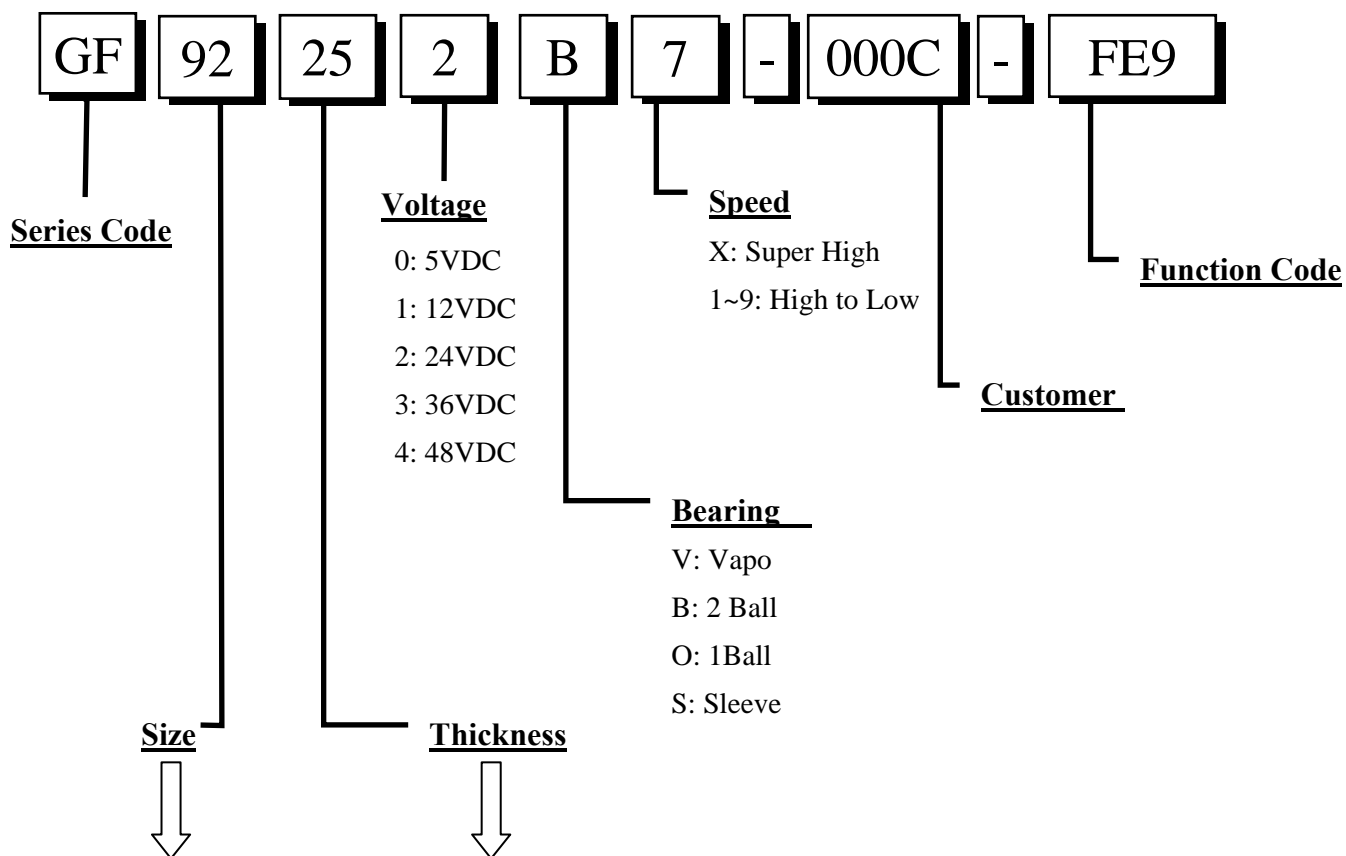 GF 92 25 2 B 7 - 000C - FE9
Series Code
Voltage
0: 5VDC
1: 12VDC
2: 24VDC
3: 36VDC
4: 48VDC
Speed
X: Super High
1~9: High to Low
Function Code
Customer
Bearing
V: Vapo
B: 2 Ball
O: 1Ball
S: Sleeve
Size
Thickness